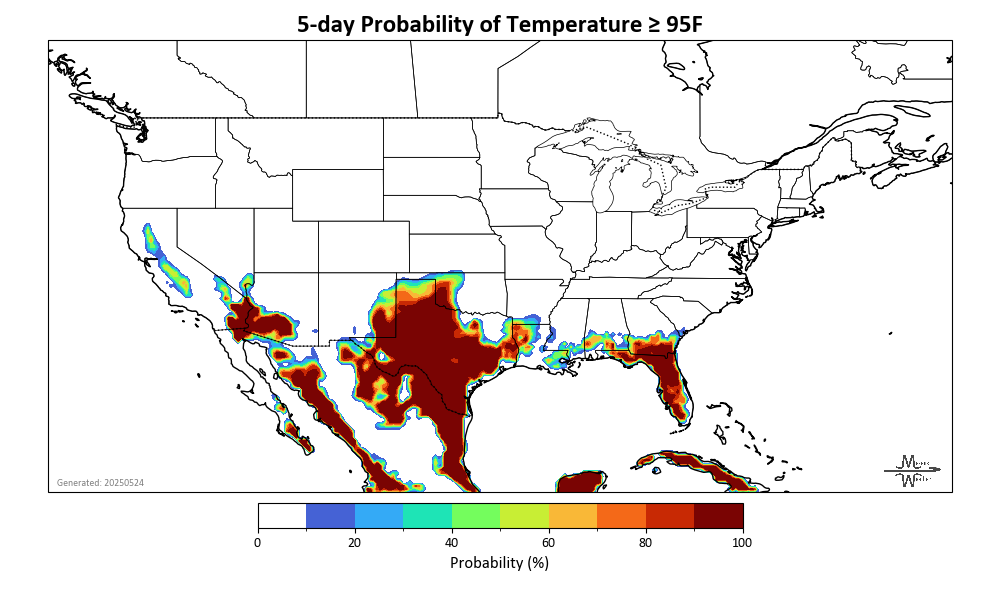 5-day Probability of Temperature ≥ 95F
Generated: 20250524
0 20 40 60 80 100
Probability (%)